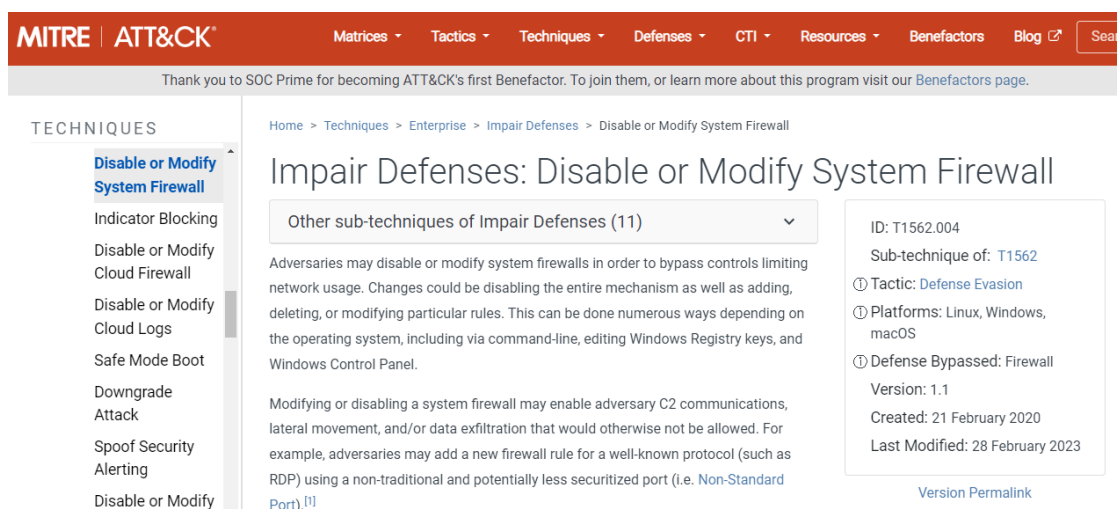 MITRE | ATT&CK®
Matrices Tactics Techniques Defenses CTI Resources Benefactors Blog
Thank you to SOC Prime for becoming ATT&CK's first Benefactor. To join them, or learn more about this program visit our Benefactors page.
TECHNIQUES
Disable or Modify
System Firewall
Indicator Blocking
Disable or Modify
Cloud Firewall
Disable or Modify
Cloud Logs
Safe Mode Boot
Downgrade
Attack
Spoof Security
Alerting
Disable or Modify
Home > Techniques > Enterprise > Impair Defenses > Disable or Modify System Firewall
Impair Defenses: Disable or Modify System Firewall
Other sub-techniques of Impair Defenses (11)
Adversaries may disable or modify system firewalls in order to bypass controls limiting
network usage. Changes could be disabling the entire mechanism as well as adding,
deleting, or modifying particular rules. This can be done numerous ways depending on
the operating system, including via command-line, editing Windows Registry keys, and
Windows Control Panel.
Modifying or disabling a system firewall may enable adversary C2 communications,
lateral movement, and/or data exfiltration that would otherwise not be allowed. For
example, adversaries may add a new firewall rule for a well-known protocol (such as
RDP) using a non-traditional and potentially less securitized port (i.e. Non-Standard
Port).[1]
ID: T1562.004
Sub-technique of: T1562
Tactic: Defense Evasion
Platforms: Linux, Windows,
macOS
Defense Bypassed: Firewall
Version: 1.1
Created: 21 February 2020
Last Modified: 28 February 2023
Version Permalink